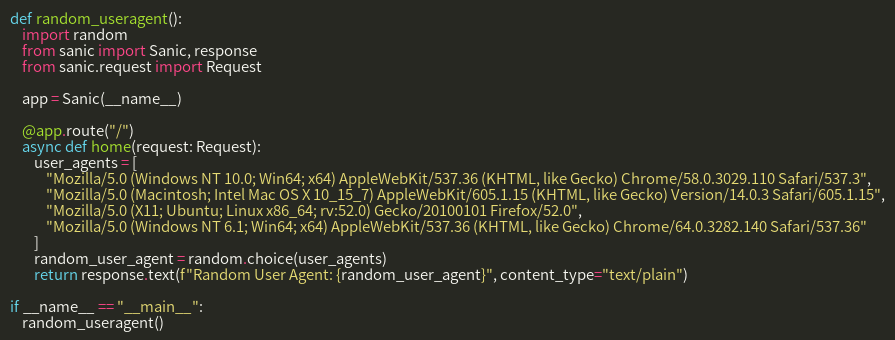 def random_useragent():
    import random
    from sanic import Sanic, response
    from sanic.request import Request

    app = Sanic(__name__)

    @app.route("/")
    async def home(request: Request):
        user_agents = [
            "Mozilla/5.0 (Windows NT 10.0; Win64; x64) AppleWebKit/537.36 (KHTML, like Gecko) Chrome/58.0.3029.110 Safari/537.3",
            "Mozilla/5.0 (Macintosh; Intel Mac OS X 10_15_7) AppleWebKit/605.1.15 (KHTML, like Gecko) Version/14.0.3 Safari/605.1.15",
            "Mozilla/5.0 (X11; Ubuntu; Linux x86_64; rv:52.0) Gecko/20100101 Firefox/52.0",
            "Mozilla/5.0 (Windows NT 6.1; Win64; x64) AppleWebKit/537.36 (KHTML, like Gecko) Chrome/64.0.3282.140 Safari/537.36"
        ]
        random_user_agent = random.choice(user_agents)
        return response.text(f"Random User Agent: {random_user_agent}", content_type="text/plain")

if __name__ == "__main__":
    random_useragent()